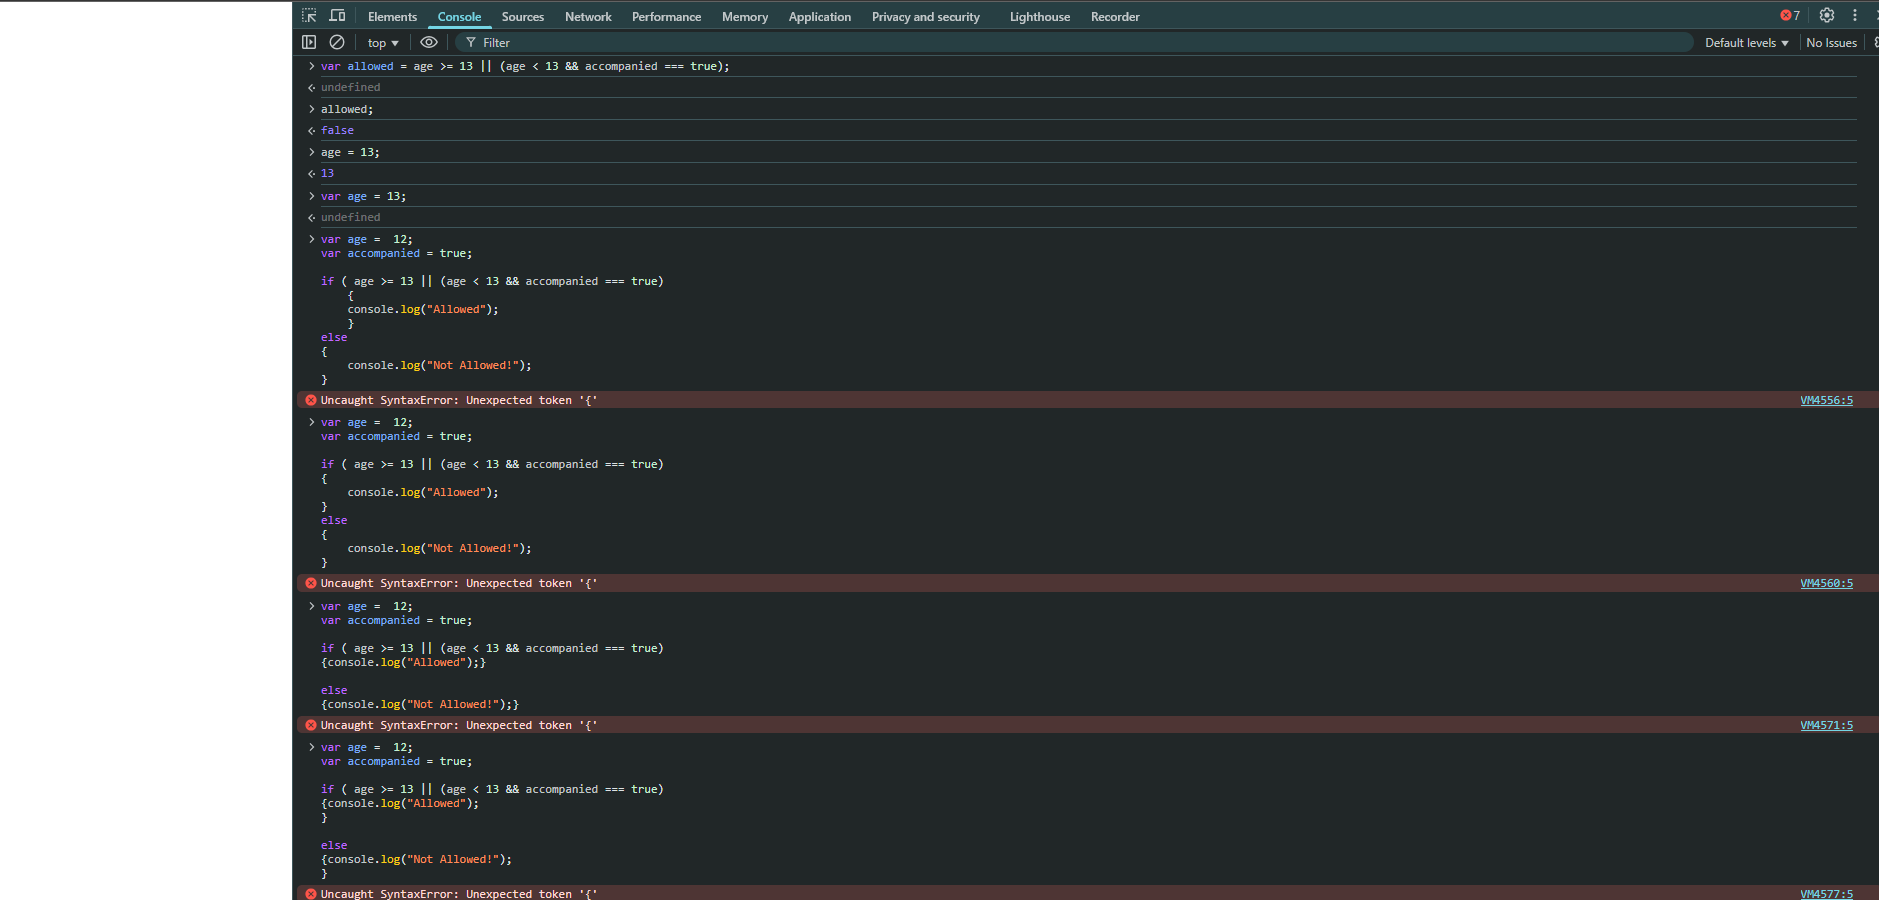 Elements Console Sources Network Performance Memory Application Privacy and security Lighthouse Recorder 7
top Filter Default levels No Issues
> var allowed = age >= 13 || (age < 13 && accompanied === true);
undefined
> allowed;
false
> age = 13;
13
> var age = 13;
undefined
> var age =  12;
var accompanied = true;
if ( age >= 13 || (age < 13 && accompanied === true)
{
console.log("Allowed");
}
else
{
console.log("Not Allowed!");
}
Uncaught SyntaxError: Unexpected token '{' VM4556:5
> var age =  12;
var accompanied = true;
if ( age >= 13 || (age < 13 && accompanied === true)
{
console.log("Allowed");
}
else
{
console.log("Not Allowed!");
}
Uncaught SyntaxError: Unexpected token '{' VM4560:5
> var age =  12;
var accompanied = true;
if ( age >= 13 || (age < 13 && accompanied === true)
{console.log("Allowed");}
else
{console.log("Not Allowed!");}
Uncaught SyntaxError: Unexpected token '{' VM4571:5
> var age =  12;
var accompanied = true;
if ( age >= 13 || (age < 13 && accompanied === true)
{console.log("Allowed");
}
else
{console.log("Not Allowed!");
}
Uncaught SyntaxError: Unexpected token '{' VM4577:5